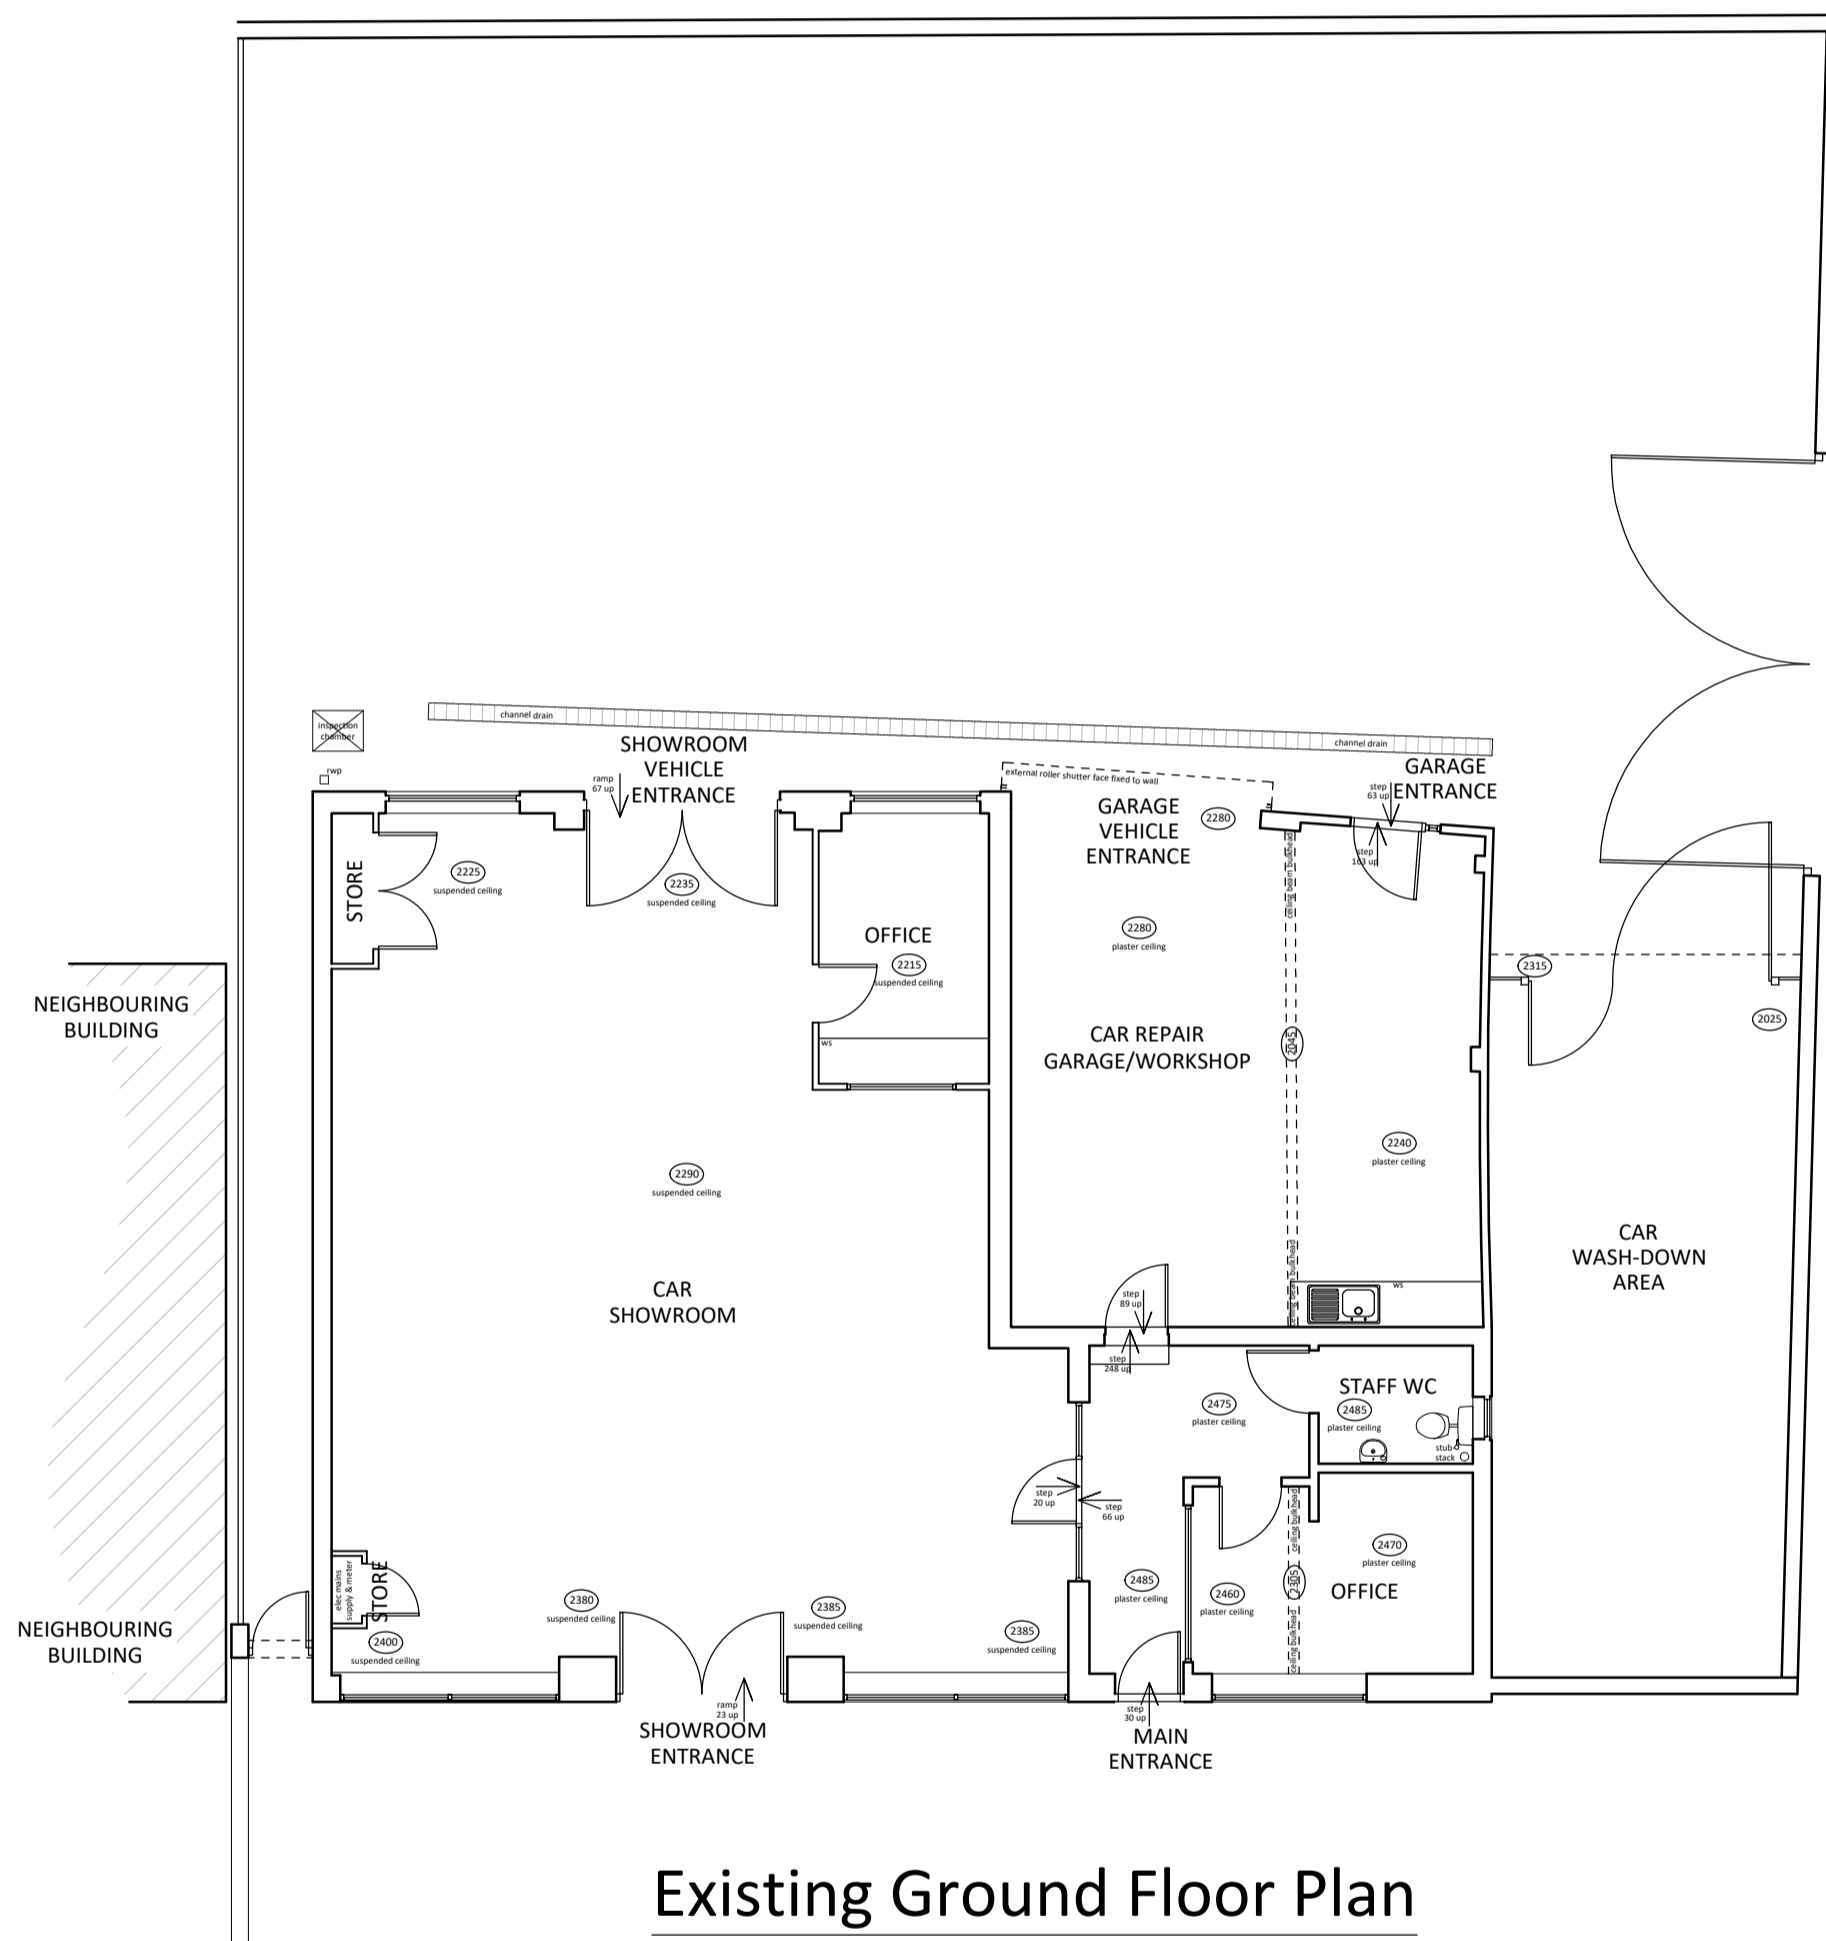 channel drain
channel drain
inspection
chamber
rwp
SHOWROOM
VEHICLE
ENTRANCE
ramp
67 up
external roller shutter face fixed to wall
GARAGE
VEHICLE
ENTRANCE
2280
GARAGE
ENTRANCE
step
63 up
step
163 up
STORE
2225
suspended ceiling
2235
suspended ceiling
OFFICE
2215
suspended ceiling
ws
2280
plaster ceiling
ceiling beam bulkhead
2045
ceiling beam bulkhead
CAR REPAIR
GARAGE/WORKSHOP
2240
plaster ceiling
ws
2315
2025
NEIGHBOURING
BUILDING
2290
suspended ceiling
CAR
SHOWROOM
CAR
WASH-DOWN
AREA
step
89 up
step
248 up
2475
plaster ceiling
STAFF WC
2485
plaster ceiling
stub
stack
step
20 up
step
66 up
ceiling bulkhead
2305
ceiling bulkhead
2470
plaster ceiling
OFFICE
2485
plaster ceiling
2460
plaster ceiling
elec mains
supply & meter
STORE
2400
suspended ceiling
2380
suspended ceiling
2385
suspended ceiling
2385
suspended ceiling
NEIGHBOURING
BUILDING
ramp
23 up
SHOWROOM
ENTRANCE
step
30 up
MAIN
ENTRANCE
Existing Ground Floor Plan